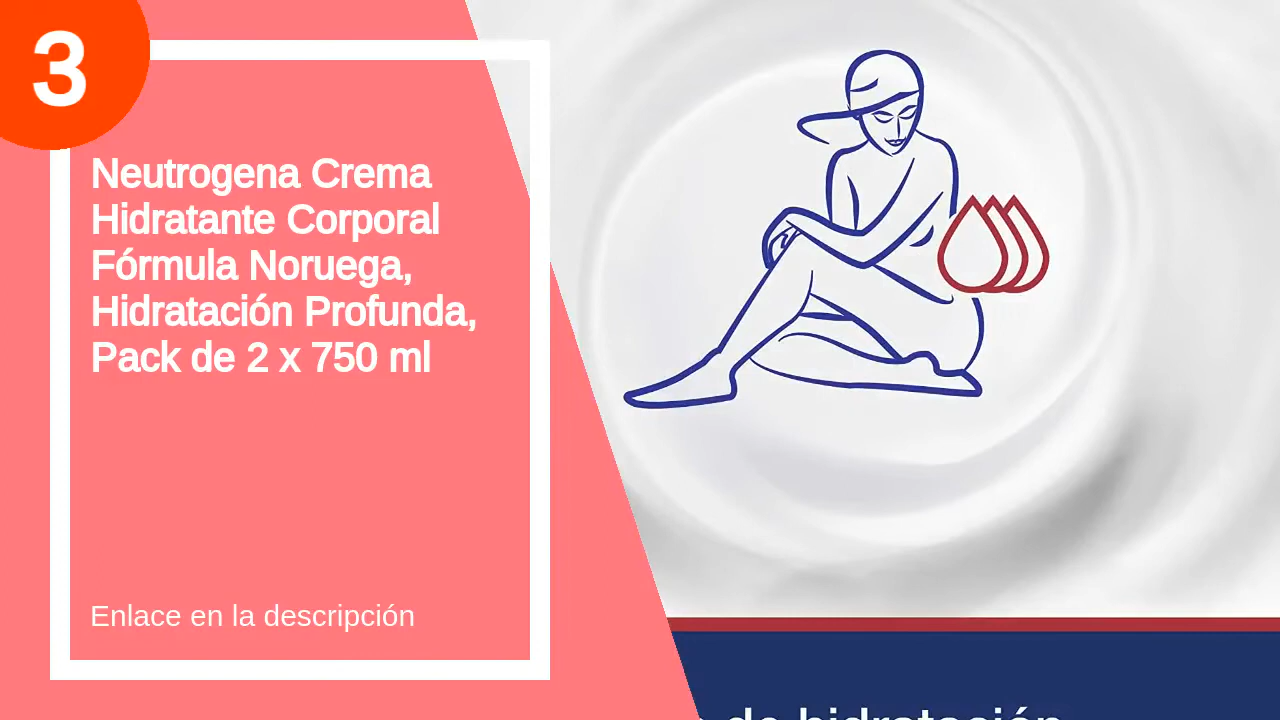 3
Neutrogena Crema
Hidratante Corporal
Fórmula Noruega,
Hidratación Profunda,
Pack de 2 x 750 ml
Enlace en la descripción
de hidratación